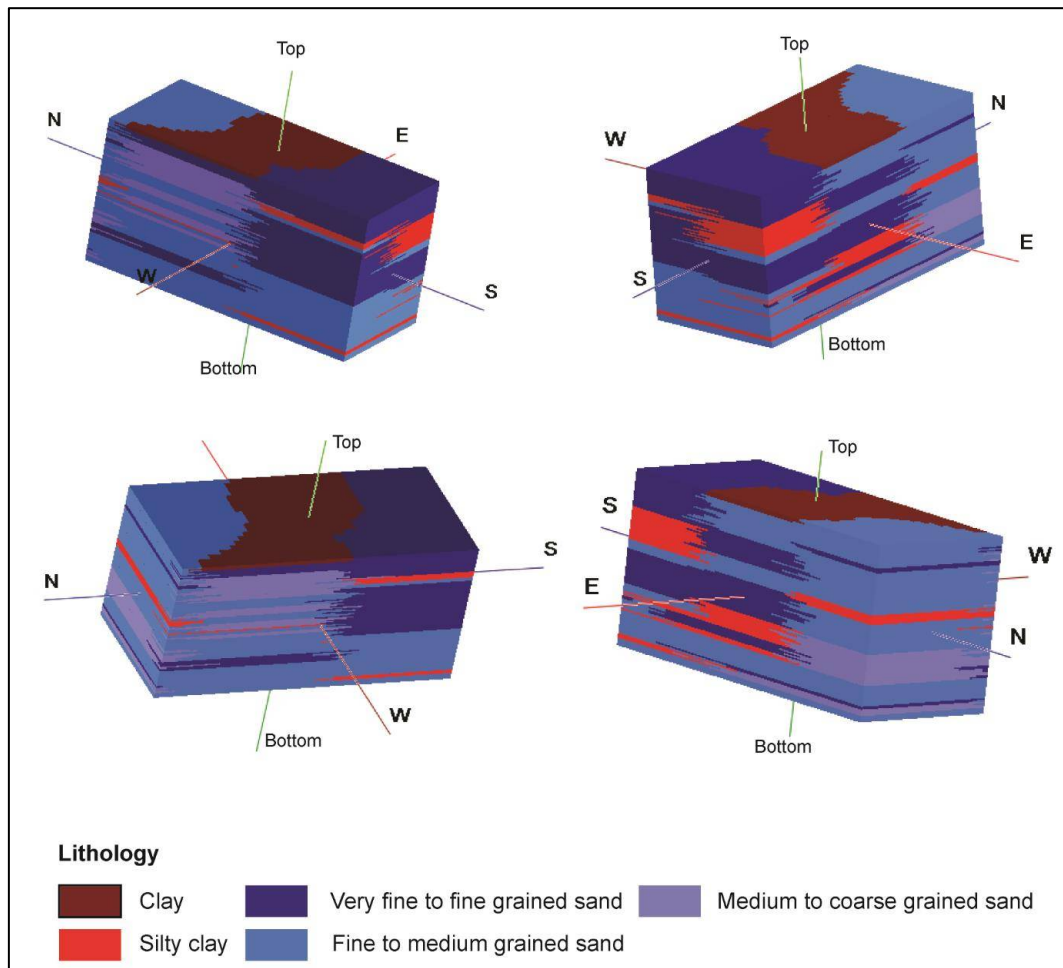 Top
N
E
W
S
Bottom
Top
N
W
S
E
Bottom
Top
S
N
W
Bottom
Top
S
W
E
N
Bottom
Lithology
Clay
Very fine to fine grained sand
Medium to coarse grained sand
Silty clay
Fine to medium grained sand